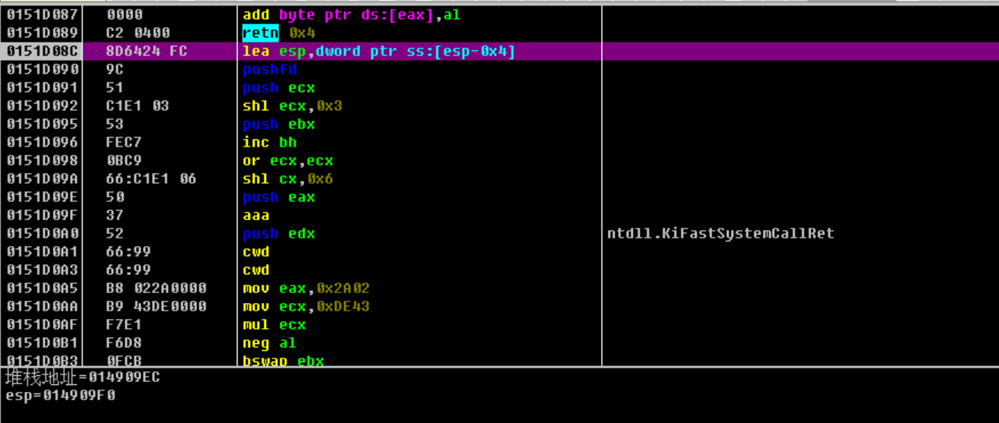 0151D087 0000 add byte ptr ds:[eax],al
0151D089 C2 0400 retn 0x4
0151D08C 8D6424 FC lea esp,dword ptr ss:[esp-0x4]
0151D090 9C pushfd
0151D091 51 push ecx
0151D092 C1E1 03 shl ecx,0x3
0151D095 53 push ebx
0151D096 FEC7 inc bh
0151D098 0BC9 or ecx,ecx
0151D09A 66:C1E1 06 shl cx,0x6
0151D09E 50 push eax
0151D09F 37 aaa
0151D0A0 52 push edx ntdll.KiFastSystemCallRet
0151D0A1 66:99 cwd
0151D0A3 66:99 cwd
0151D0A5 B8 022A0000 mov eax,0x2A02
0151D0AA B9 43DE0000 mov ecx,0xDE43
0151D0AF F7E1 mul ecx
0151D0B1 F6D8 neg al
0151D0B3 0FCB bswap ebx
堆栈地址=014909EC
esp=014909F0